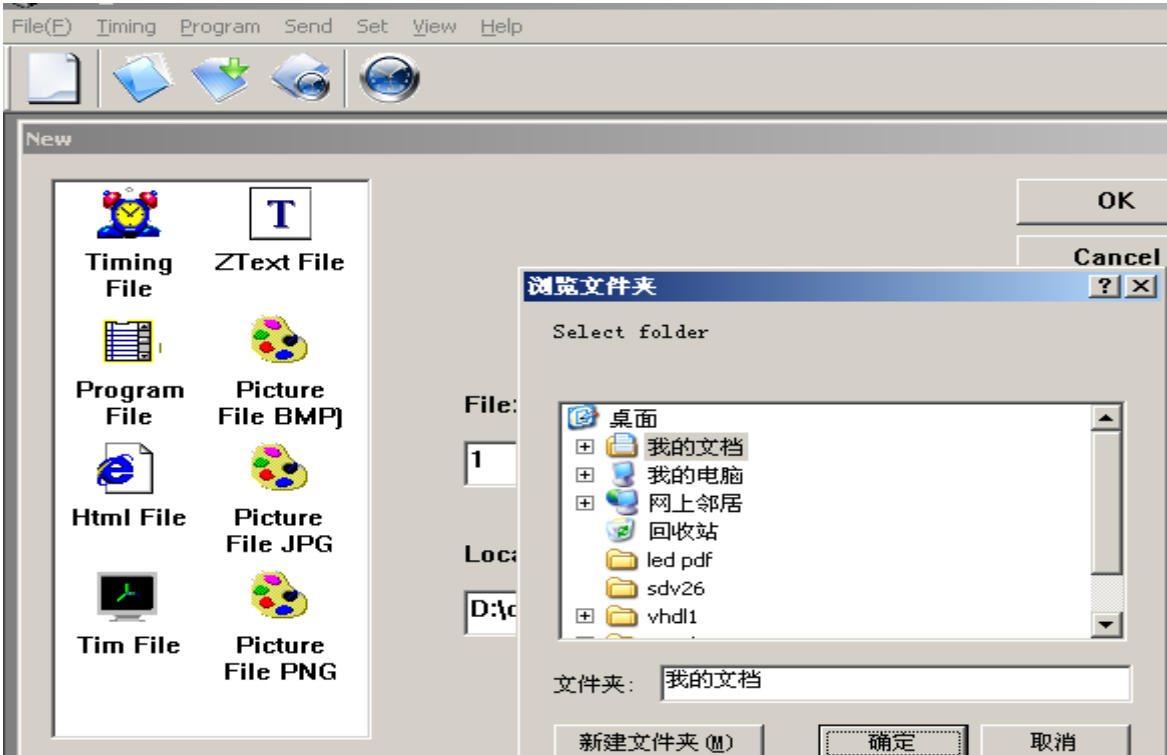 File(F) Timing Program Send Set View Help
New
Timing File
ZText File
Program File
Picture File BMP)
Html File
Picture File JPG
Tim File
Picture File PNG
File:
1
Loca
D:\c
OK
Cancel
浏览文件夹
Select folder
桌面
我的文档
我的电脑
网上邻居
回收站
led pdf
sdv26
vhdl1
文件夹: 我的文档
新建文件夹(M) 确定 取消